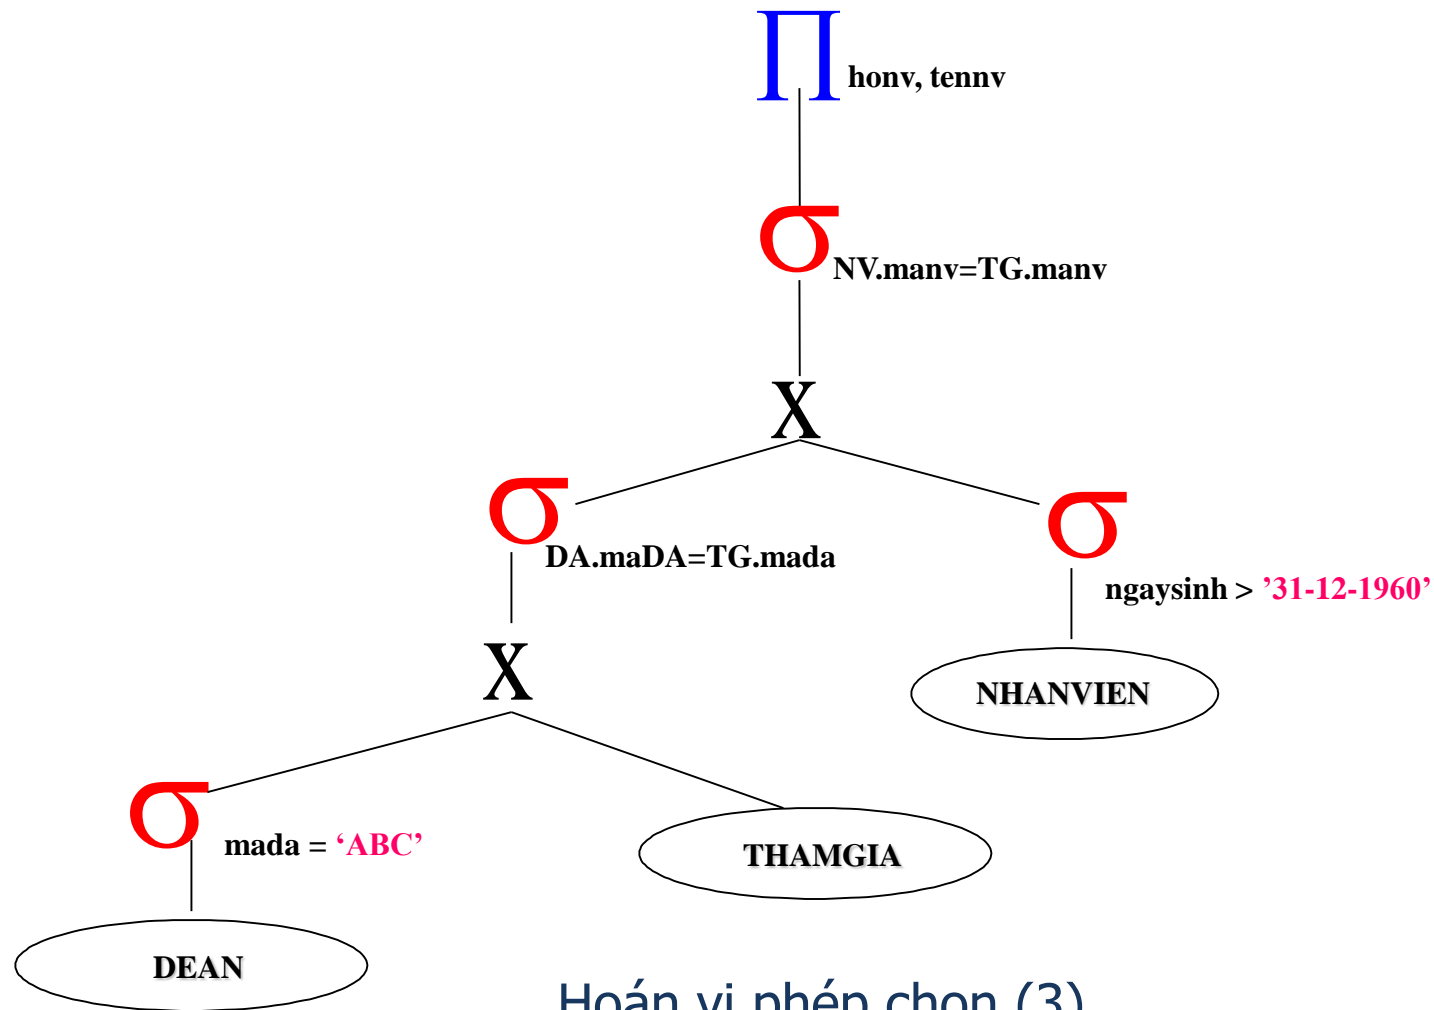 ∏ honv, tennv
σ NV.manv=TG.manv
X
σ DA.maDA=TG.mada
σ ngaysinh > ’31-12-1960’
X
NHANVIEN
σ mada = ‘ABC’
THAMGIA
DEAN
Hoán vị phép chọn (3)